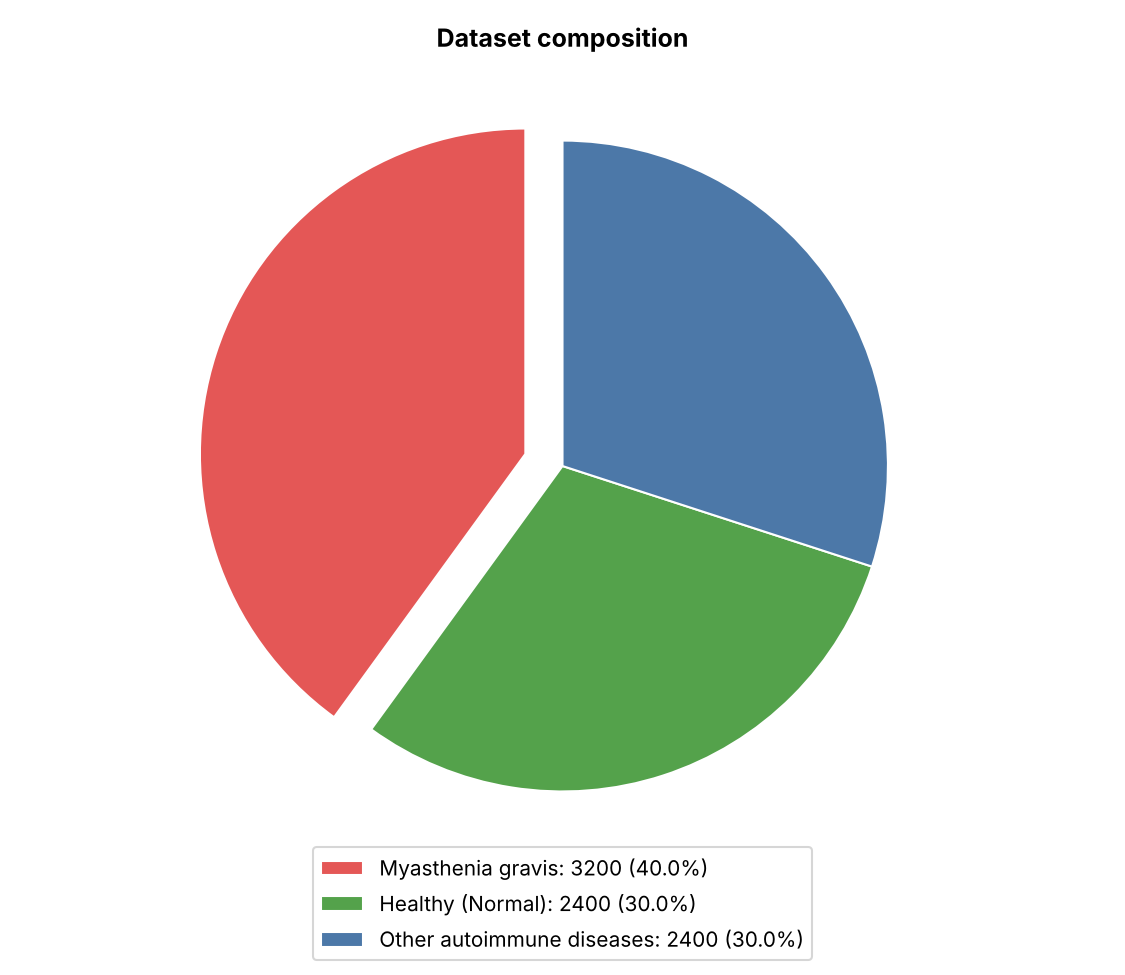 Dataset composition
Myasthenia gravis: 3200 (40.0%)
Healthy (Normal): 2400 (30.0%)
Other autoimmune diseases: 2400 (30.0%)